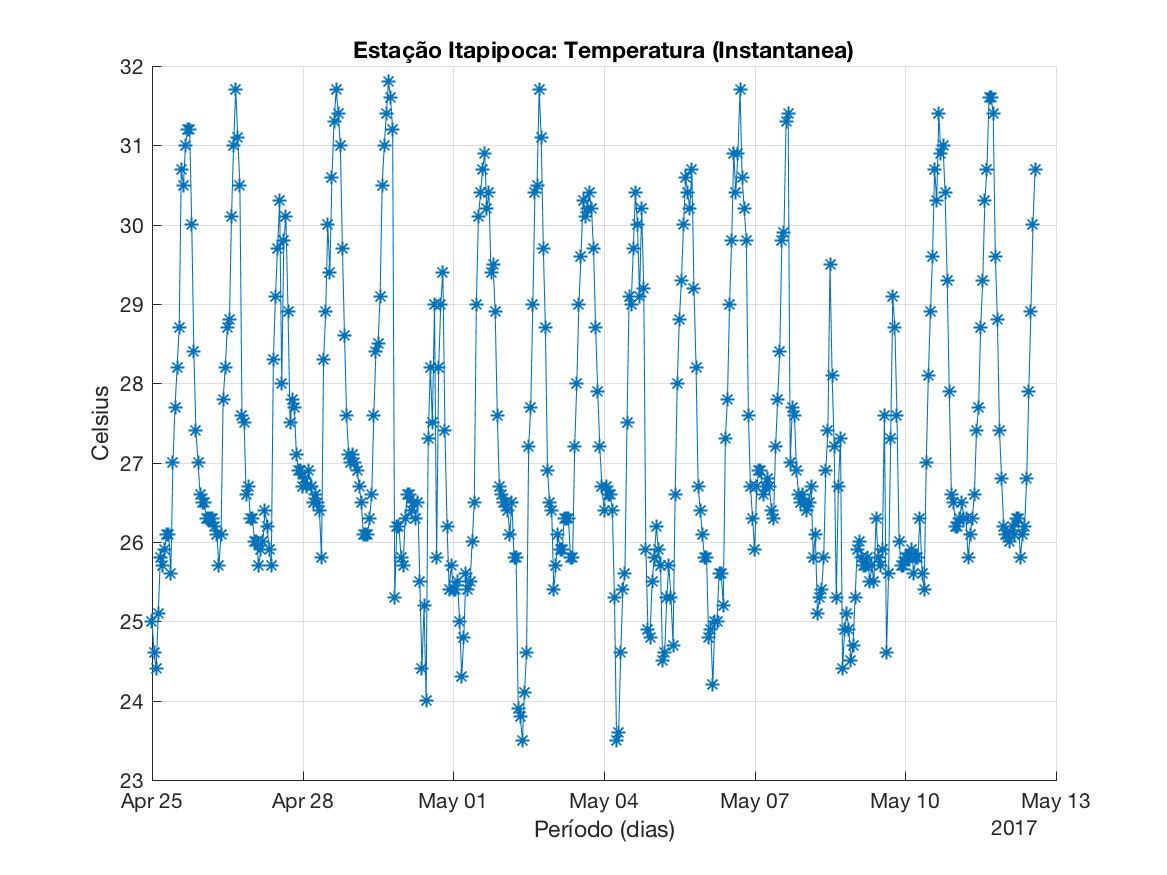 Estação Itapipoca: Temperatura (Instantanea)
32
31
30
29
28
27
26
25
24
23
Celsius
Apr 25 Apr 28 May 01 May 04 May 07 May 10 May 13
Período (dias)
2017